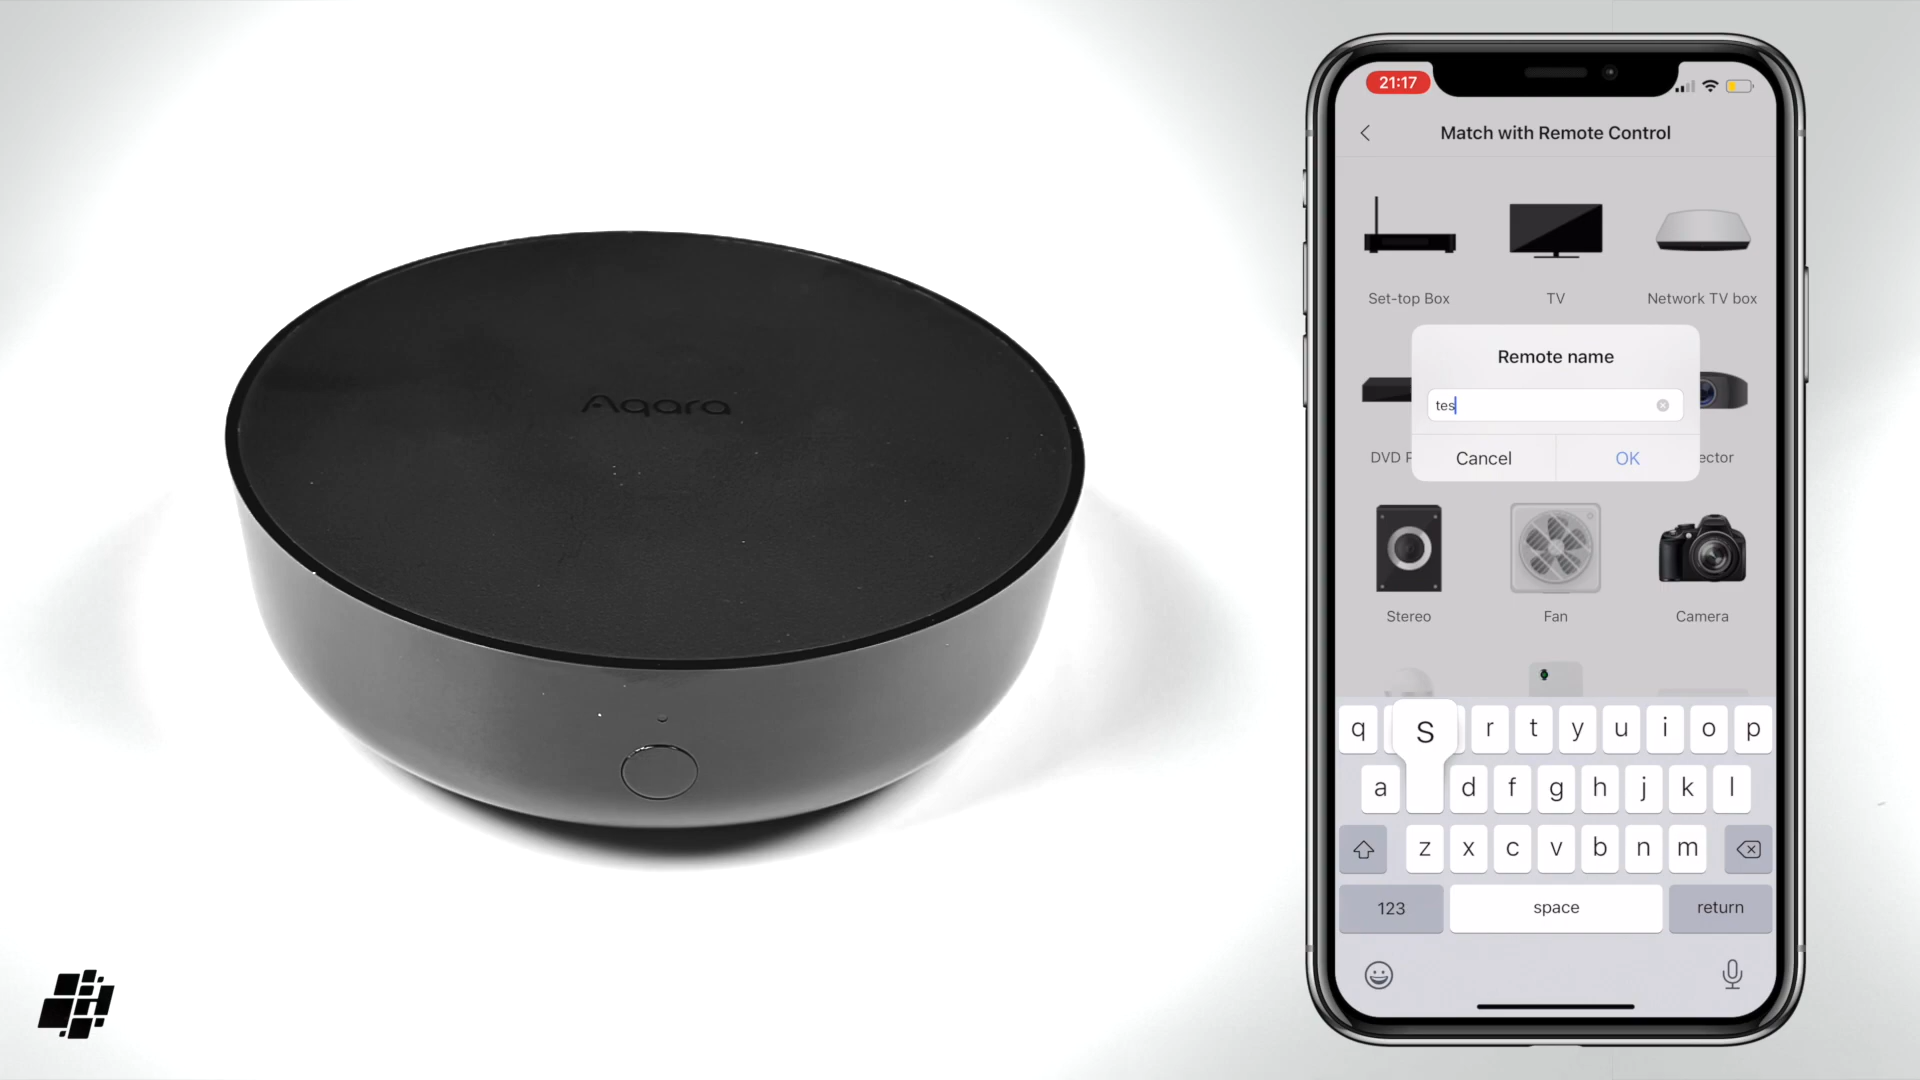 Aqara
21:17
Match with Remote Control
Set-top Box TV Network TV box
Remote name
tes
Cancel OK
DVD P ector
Stereo Fan Camera
q S r t y u i o p
a d f g h j k l
z x c v b n m
123 space return